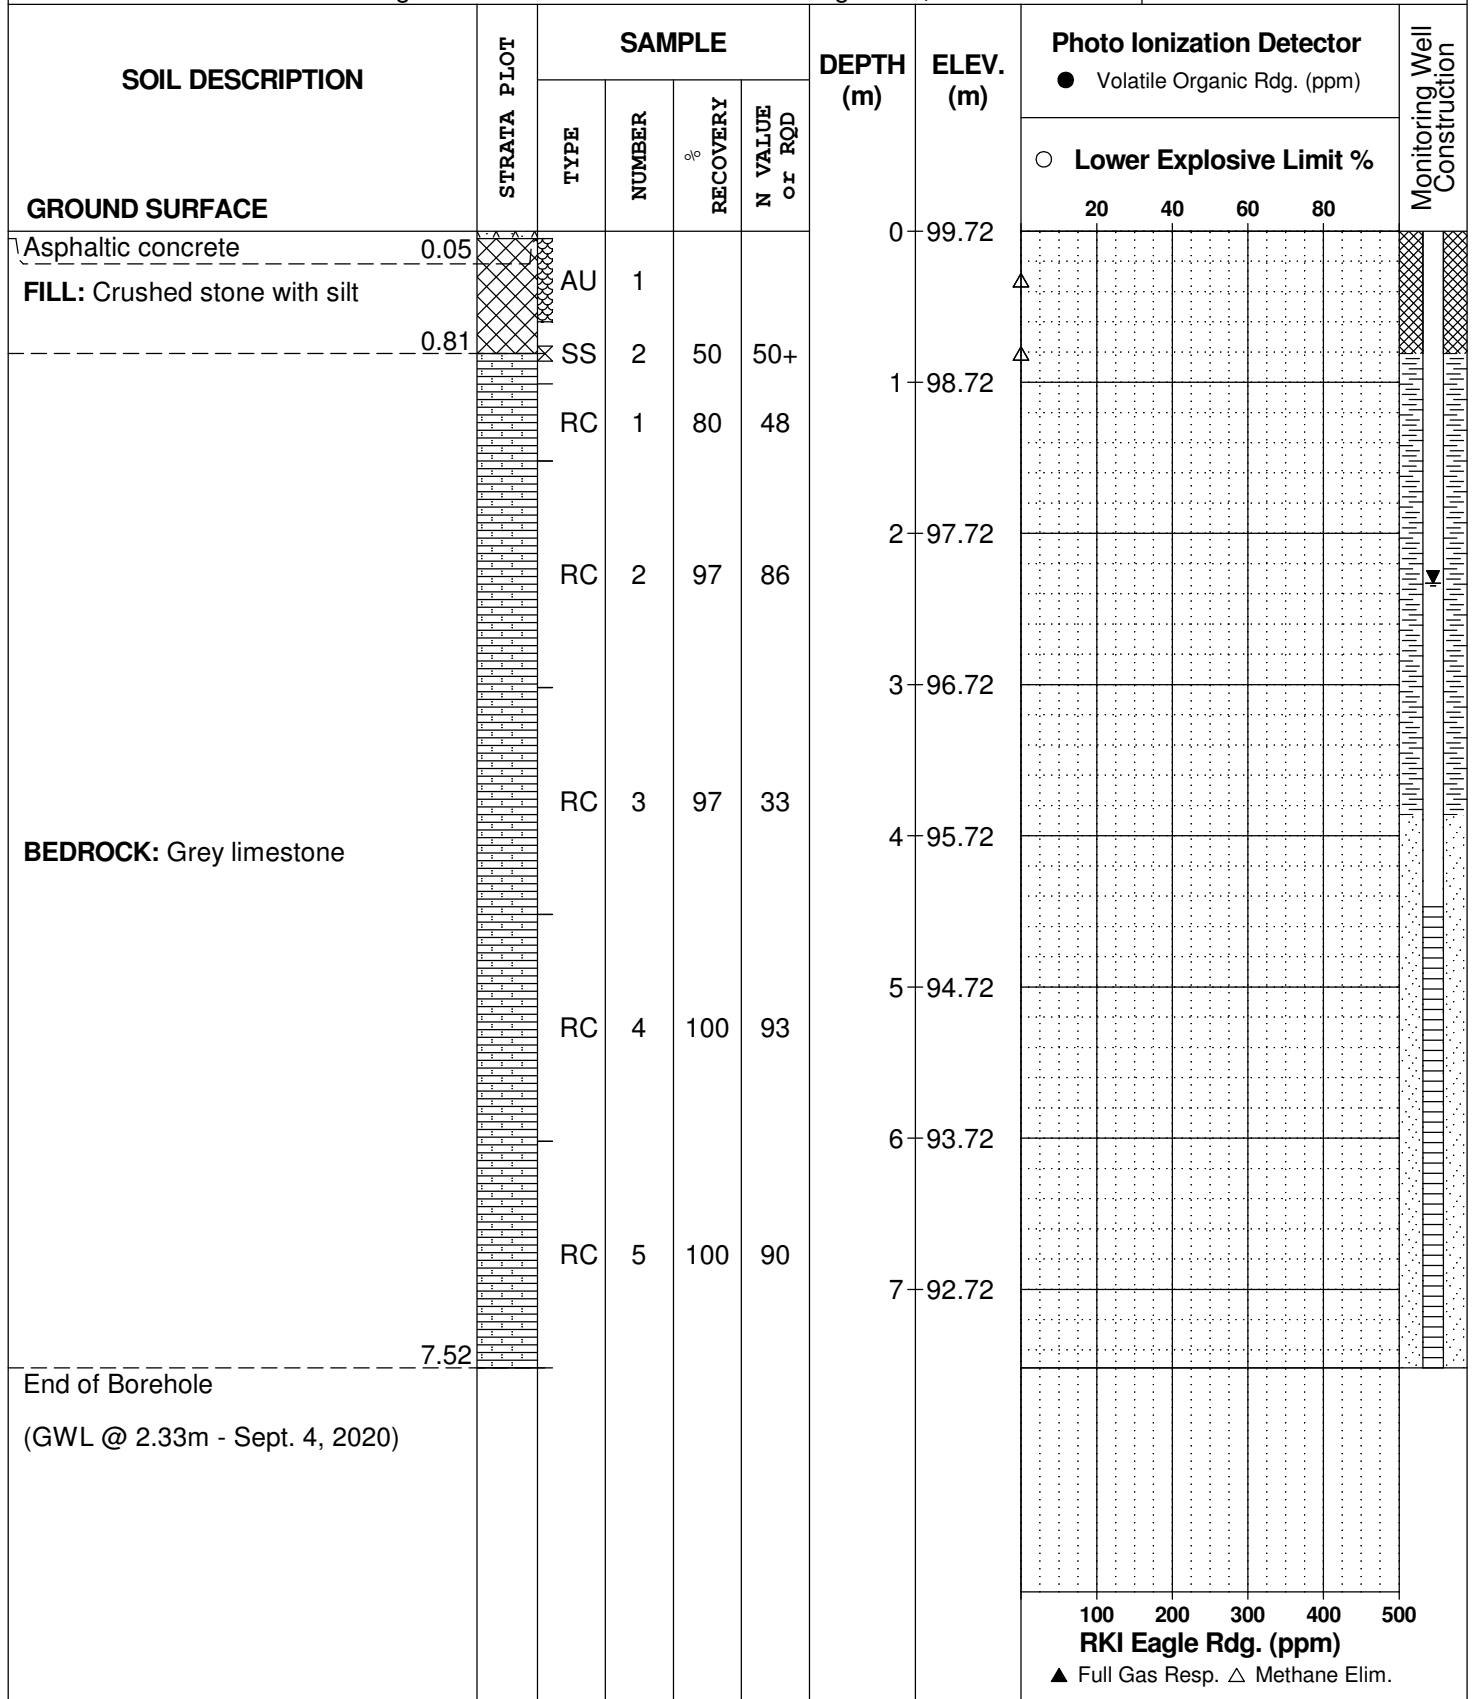 SOIL DESCRIPTION
GROUND SURFACE
STRATA PLOT
SAMPLE
TYPE
NUMBER
%
RECOVERY
N VALUE
or RQD
DEPTH
(m)
ELEV.
(m)
Photo Ionization Detector
● Volatile Organic Rdg. (ppm)
○ Lower Explosive Limit %
20 40 60 80
Monitoring Well
Construction
0 99.72
Asphaltic concrete 0.05
FILL: Crushed stone with silt
AU 1
0.81
SS 2 50 50+
1 98.72
RC 1 80 48
2 97.72
RC 2 97 86
3 96.72
RC 3 97 33
4 95.72
BEDROCK: Grey limestone
5 94.72
RC 4 100 93
6 93.72
RC 5 100 90
7 92.72
7.52
End of Borehole
(GWL @ 2.33m - Sept. 4, 2020)
100 200 300 400 500
RKI Eagle Rdg. (ppm)
▲ Full Gas Resp. △ Methane Elim.